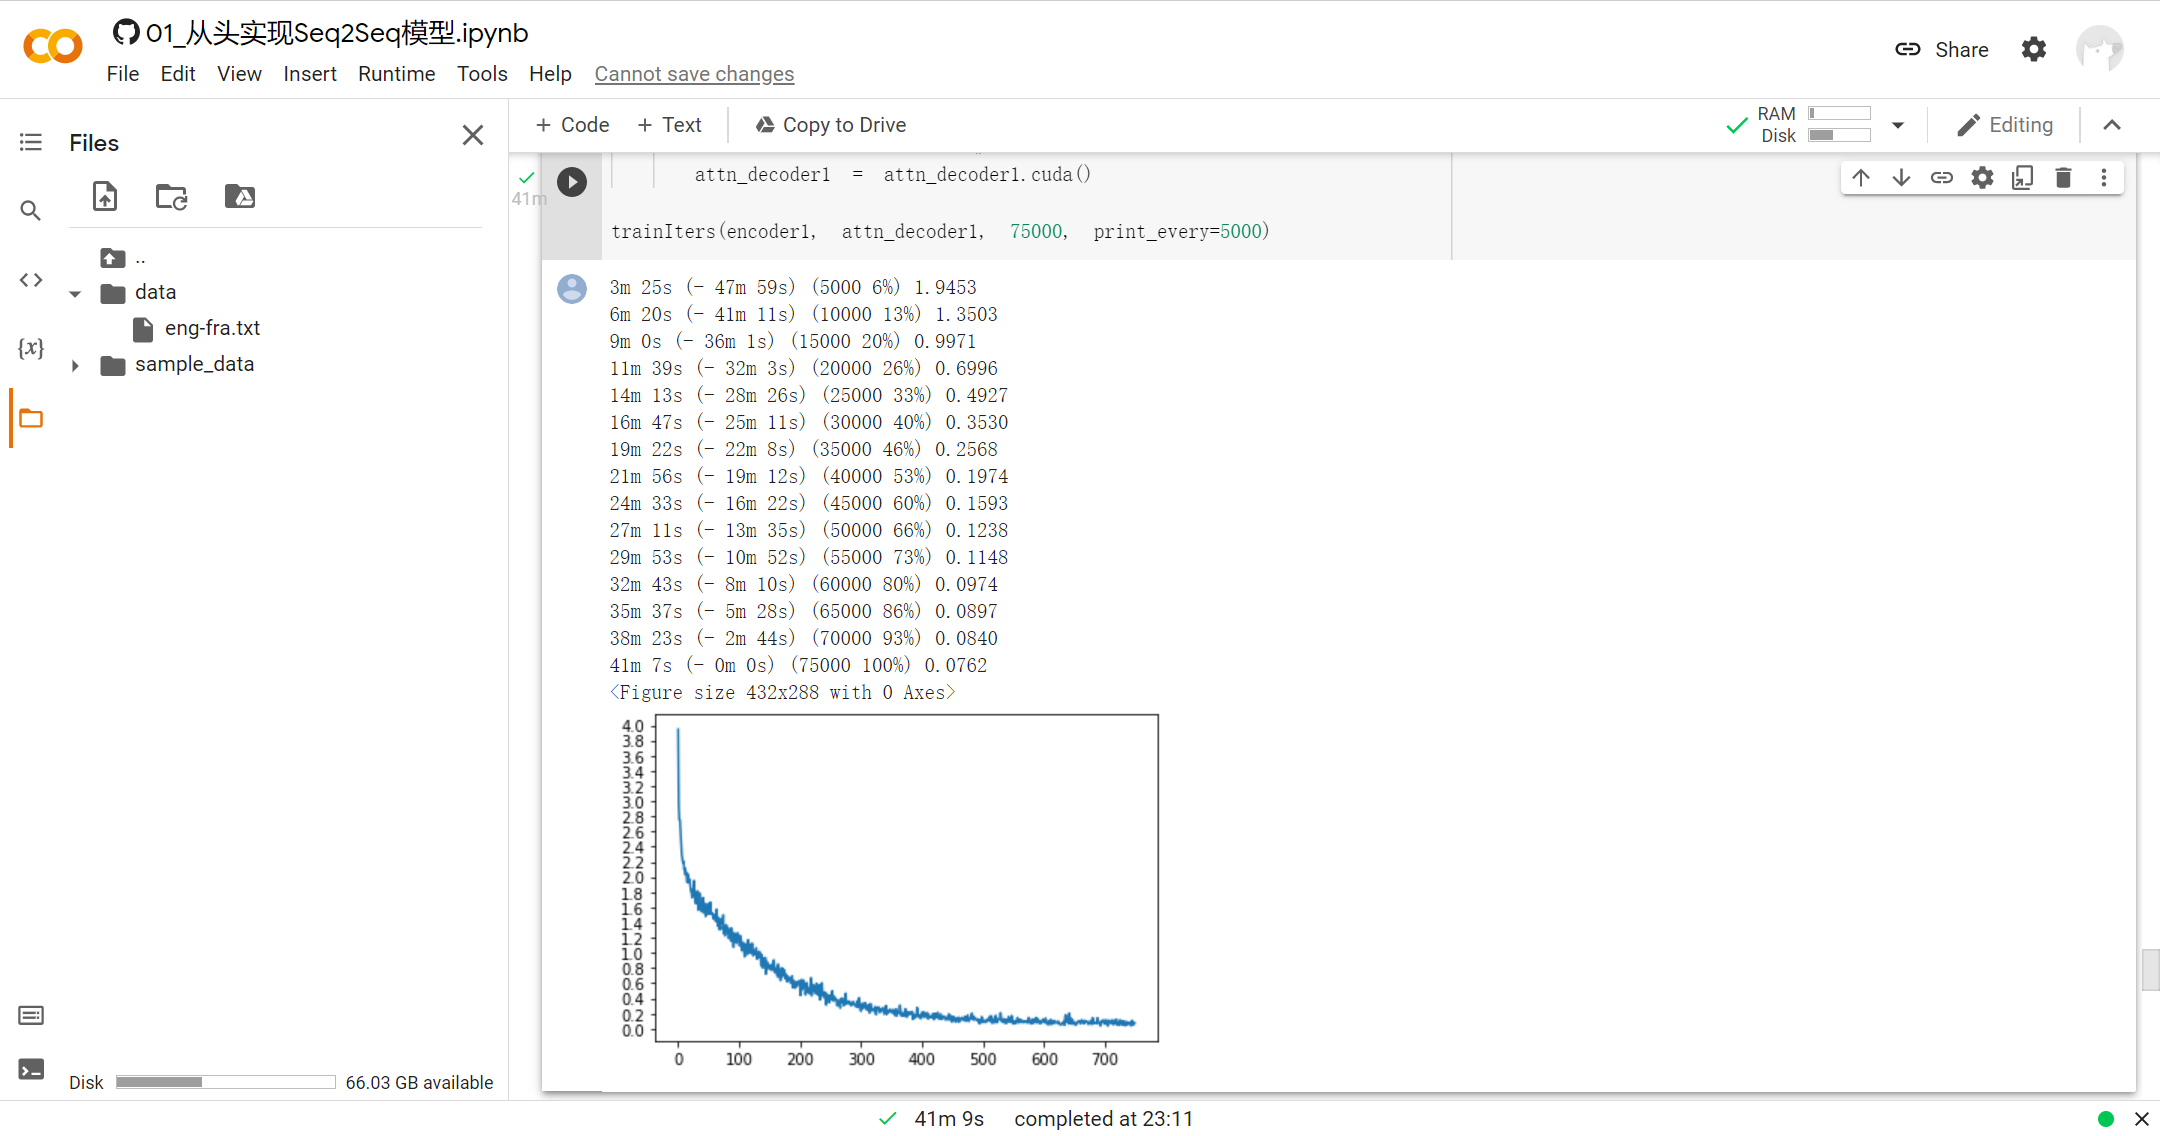 01_从头实现Seq2Seq模型.ipynb
File Edit View Insert Runtime Tools Help Cannot save changes
Share
Files
+ Code + Text Copy to Drive
RAM
Disk
Editing
..
data
eng-fra.txt
sample_data
{x}
Disk 66.03 GB available
41m
attn_decoder1 = attn_decoder1.cuda()
trainIters(encoder1, attn_decoder1, 75000, print_every=5000)
3m 25s (- 47m 59s) (5000 6%) 1.9453
6m 20s (- 41m 11s) (10000 13%) 1.3503
9m 0s (- 36m 1s) (15000 20%) 0.9971
11m 39s (- 32m 3s) (20000 26%) 0.6996
14m 13s (- 28m 26s) (25000 33%) 0.4927
16m 47s (- 25m 11s) (30000 40%) 0.3530
19m 22s (- 22m 8s) (35000 46%) 0.2568
21m 56s (- 19m 12s) (40000 53%) 0.1974
24m 33s (- 16m 22s) (45000 60%) 0.1593
27m 11s (- 13m 35s) (50000 66%) 0.1238
29m 53s (- 10m 52s) (55000 73%) 0.1148
32m 43s (- 8m 10s) (60000 80%) 0.0974
35m 37s (- 5m 28s) (65000 86%) 0.0897
38m 23s (- 2m 44s) (70000 93%) 0.0840
41m 7s (- 0m 0s) (75000 100%) 0.0762
<Figure size 432x288 with 0 Axes>
4.0
3.8
3.6
3.4
3.2
3.0
2.8
2.6
2.4
2.2
2.0
1.8
1.6
1.4
1.2
1.0
0.8
0.6
0.4
0.2
0.0
0 100 200 300 400 500 600 700
41m 9s completed at 23:11